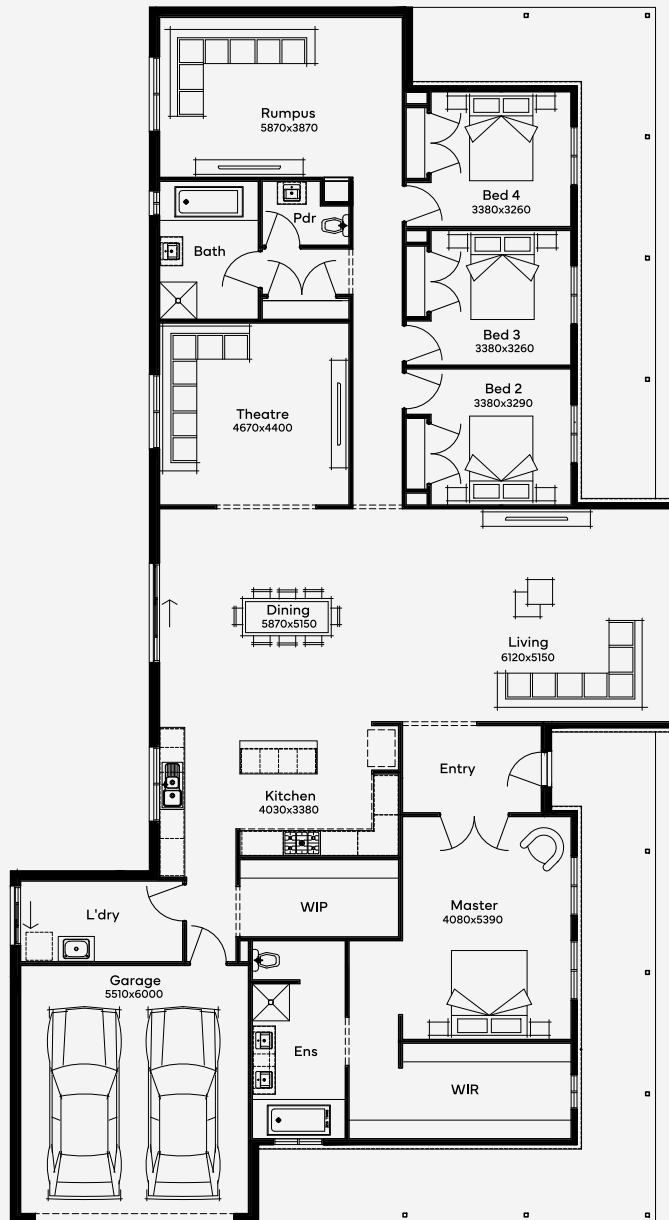 Rumpus
5870x3870
Bed 4
3380x3260
Pdr
Bath
Bed 3
3380x3260
Bed 2
3380x3290
Theatre
4670x4400
Dining
5870x5150
Living
6120x5150
Entry
Kitchen
4030x3380
WIP
Master
4080x5390
L'dry
Garage
5510x6000
Ens
WIR